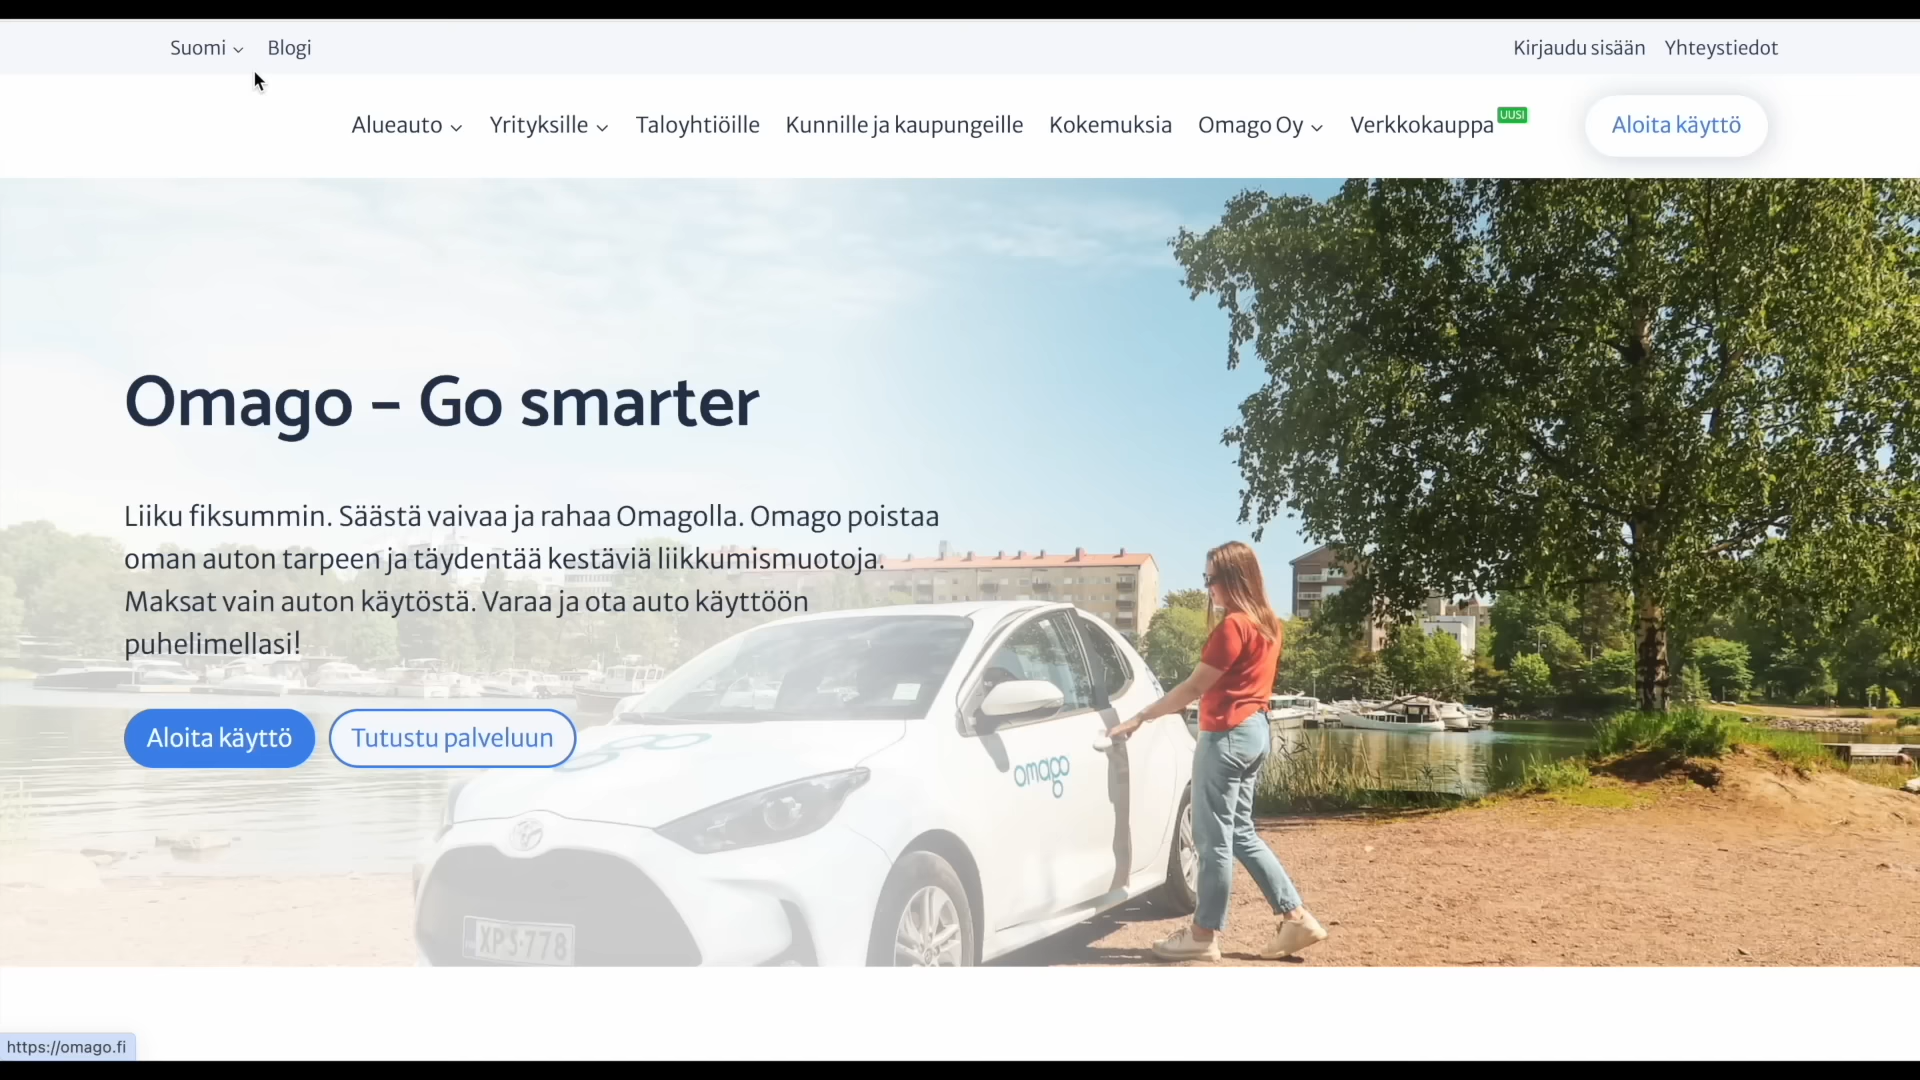 Suomi Blogi Kirjaudu sisään Yhteystiedot
Alueauto Yrityksille Taloyhtiöille Kunnille ja kaupungeille Kokemuksia Omago Oy Verkkokauppa UUSI Aloita käyttö
Omago – Go smarter
Liiku fiksummin. Säästä vaivaa ja rahaa Omagolla. Omago poistaa
oman auton tarpeen ja täydentää kestäviä liikkumismuotoja.
Maksat vain auton käytöstä. Varaa ja ota auto käyttöön
puhelimellasi!
Aloita käyttö Tutustu palveluun
omago
XPS-778
https://omago.fi